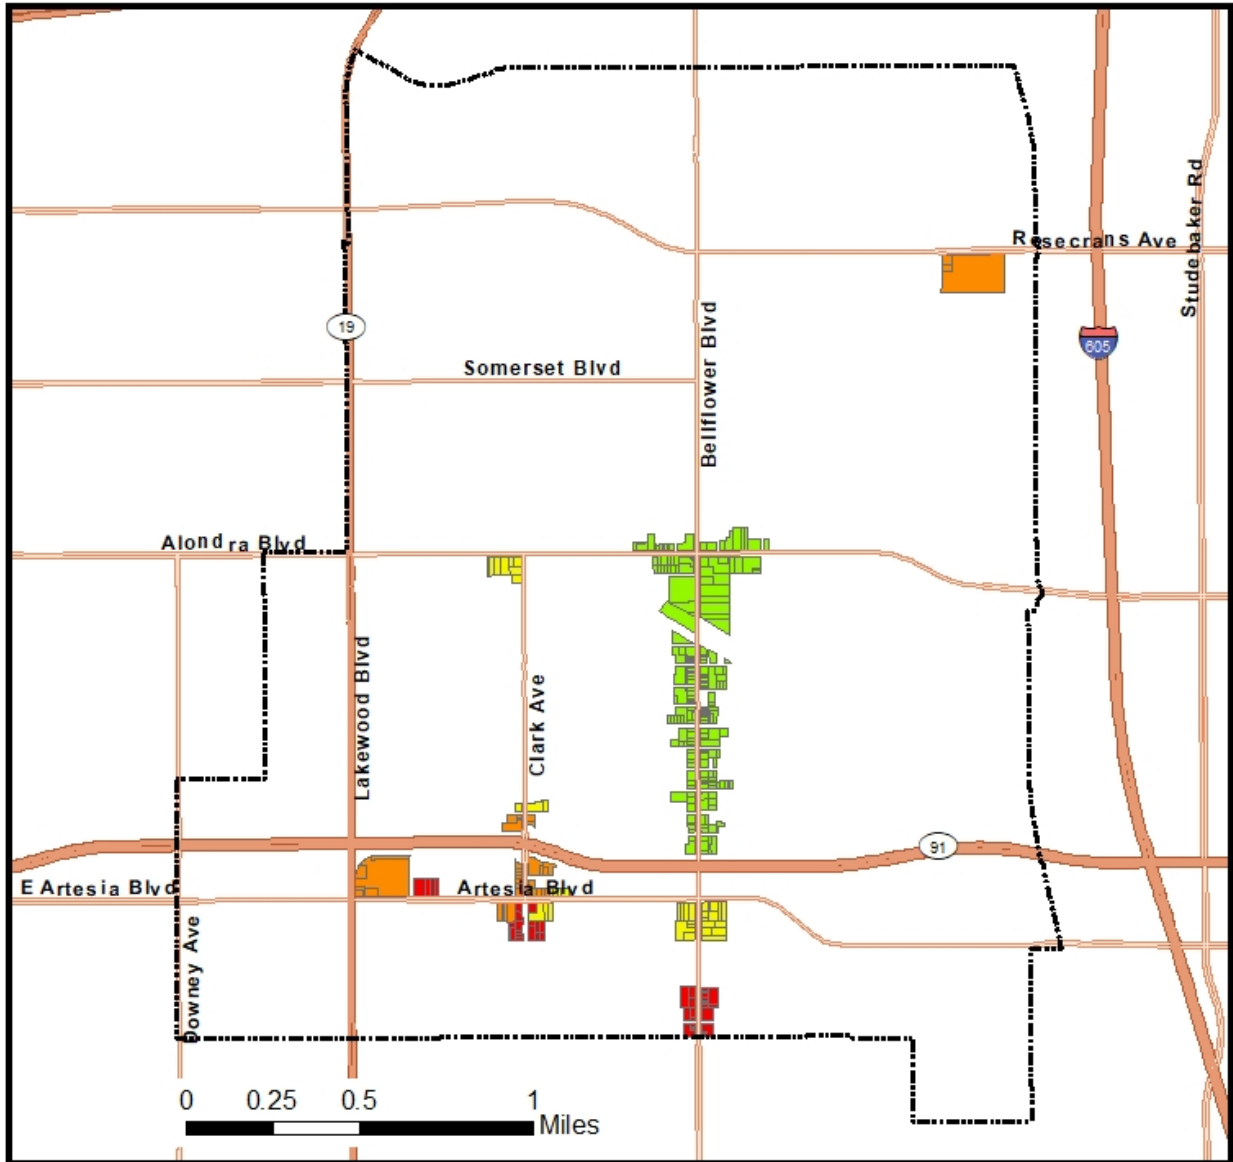 Rosecrans Ave
Studebaker Rd
19
605
Somerset Blvd
Bellflower Blvd
Alondra Blvd
Lakewood Blvd
Clark Ave
91
E Artesia Blvd
Artesia Blvd
Downey Ave
0 0.25 0.5 1
Miles